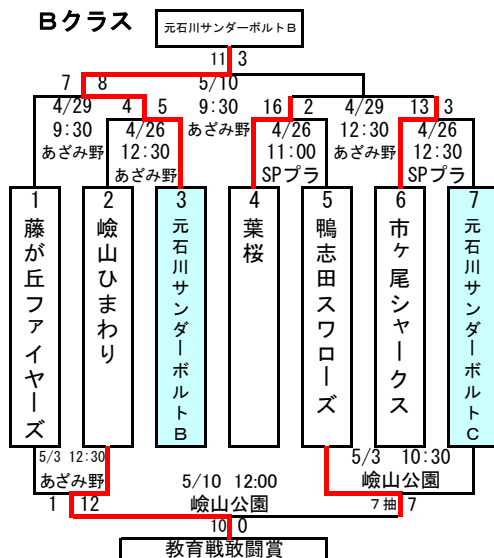 Bクラス
元石川サンダーボルトB
11 3
7 8 5/10
4/29 4 5 9:30 16 2 4/29 13 3
9:30 4/26 あざみ野 4/26 12:30 4/26
あざみ野 12:30 11:00 あざみ野 12:30
あざみ野 SPプラ SPプラ
1 2 3 4 5 6 7
藤が丘ファイヤーズ
嶮山ひまわり
元石川サンダーボルトB
葉桜
鴨志田スワローズ
市ヶ尾シャークス
元石川サンダーボルトC
5/3 12:30 5/3 10:30
あざみ野 5/10 12:00 嶮山公園
1 12 嶮山公園 7抽 7
10 0
教育戦敢闘賞